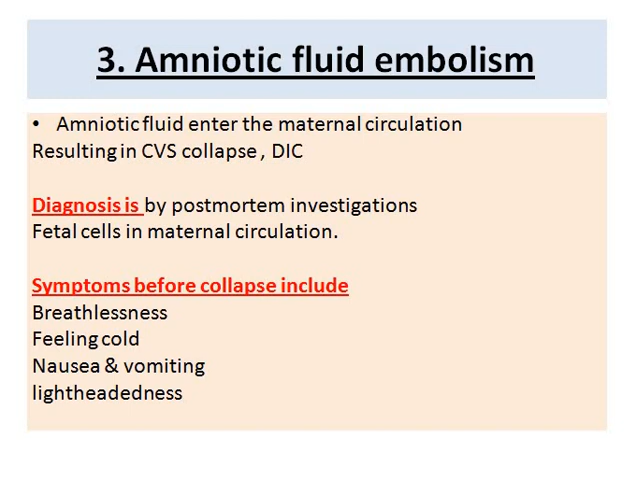 3. Amniotic fluid embolism
• Amniotic fluid enter the maternal circulation
Resulting in CVS collapse , DIC
Diagnosis is by postmortem investigations
Fetal cells in maternal circulation.
Symptoms before collapse include
Breathlessness
Feeling cold
Nausea & vomiting
lightheadedness